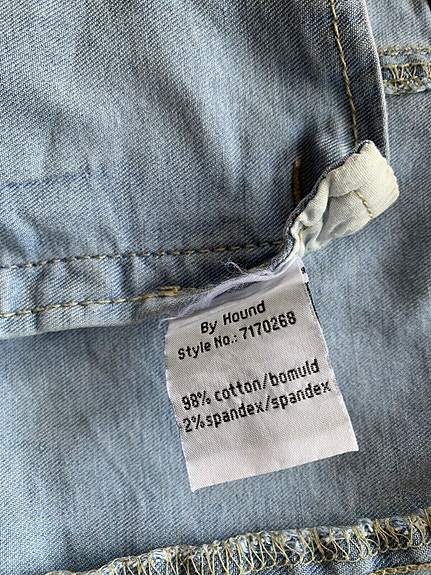 By Hound
Style No.: 7170268
98% cotton/bomuld
2%spandex/spandex